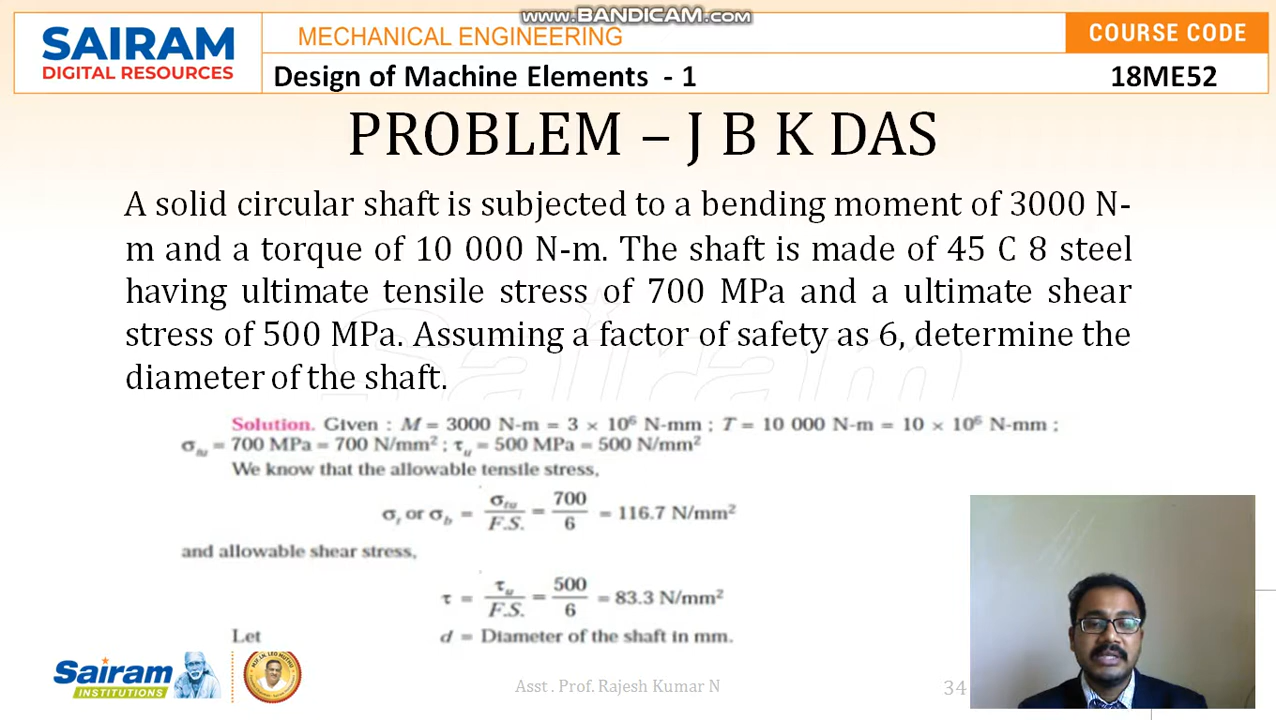 www.BANDICAM.com
SAIRAM
DIGITAL RESOURCES
MECHANICAL ENGINEERING
COURSE CODE
Design of Machine Elements - 1
18ME52
PROBLEM – J B K DAS
A solid circular shaft is subjected to a bending moment of 3000 N-
m and a torque of 10 000 N-m. The shaft is made of 45 C 8 steel
having ultimate tensile stress of 700 MPa and a ultimate shear
stress of 500 MPa. Assuming a factor of safety as 6, determine the
diameter of the shaft.
Solution. Given : M = 3000 N-m = 3 × 10⁶ N-mm ; T = 10 000 N-m = 10 × 10⁶ N-mm ;
σₜᵤ = 700 MPa = 700 N/mm² ; τᵤ = 500 MPa = 500 N/mm²
We know that the allowable tensile stress,
σₜ or σ_b = σₜᵤ / F.S. = 700 / 6 = 116.7 N/mm²
and allowable shear stress,
τ = τᵤ / F.S. = 500 / 6 = 83.3 N/mm²
Let d = Diameter of the shaft in mm.
Sairam
INSTITUTIONS
Asst . Prof. Rajesh Kumar N
34